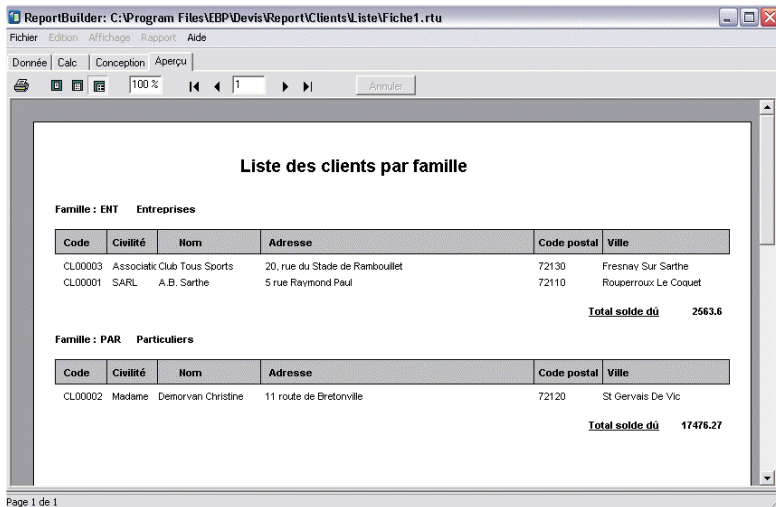 ReportBuilder: C:\Program Files\EBP\Devis\Report\Clients\Liste\Fiche1.rtu
Fichier Edition Affichage Rapport Aide
Donnée Calc Conception Aperçu
100 % 1 Annuler
Liste des clients par famille
Famille : ENT Entreprises
Code Civilité Nom Adresse Code postal Ville
CL00003 Associatic Club Tous Sports 20, rue du Stade de Rambouillet 72130 Fresnay Sur Sarthe
CL00001 SARL A.B. Sarthe 5 rue Raymond Paul 72110 Rouperroux Le Coquet
Total solde dû 2563.6
Famille : PAR Particuliers
Code Civilité Nom Adresse Code postal Ville
CL00002 Madame Demorvan Christine 11 route de Bretonville 72120 St Gervais De Vic
Total solde dû 17476.27
Page 1 de 1